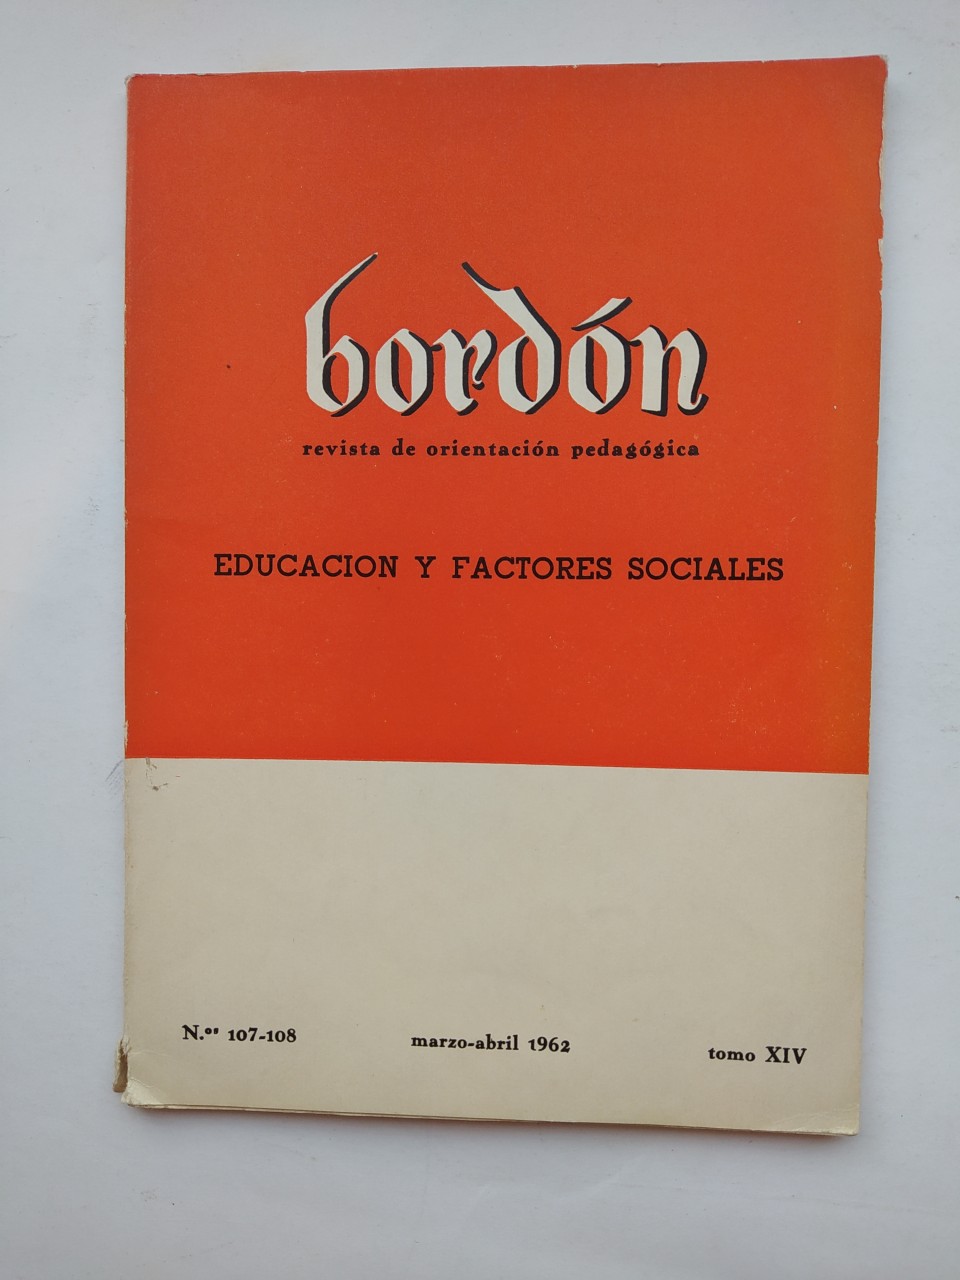 bordón
revista de orientación pedagógica
EDUCACION Y FACTORES SOCIALES
N.ᵒˢ 107-108 marzo-abril 1962 tomo XIV